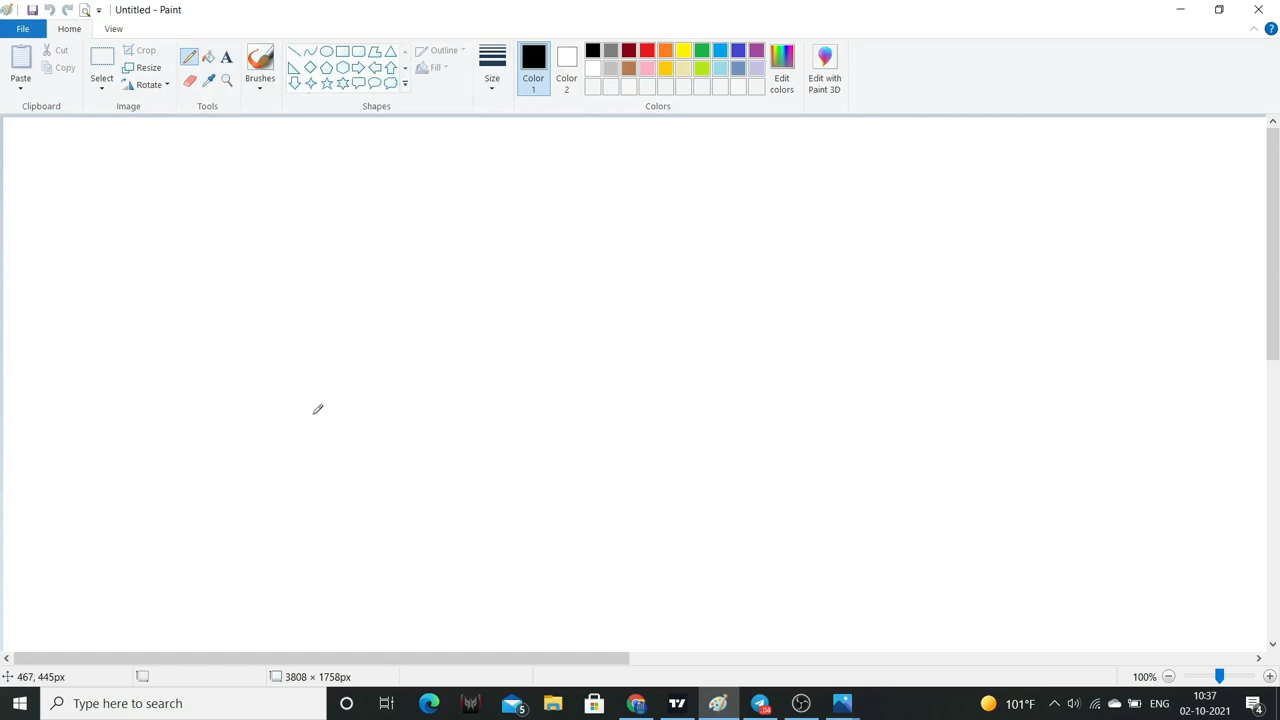 Untitled - Paint
File Home View
Paste
Cut
Copy
Clipboard
Select
Crop
Resize
Rotate
Image
Tools
Brushes
Shapes
Outline
Fill
Size
Color 1
Color 2
Colors
Edit colors
Edit with Paint 3D
467, 445px
3808 × 1758px
100%
Type here to search
5
101°F
ENG
10:37
02-10-2021
4